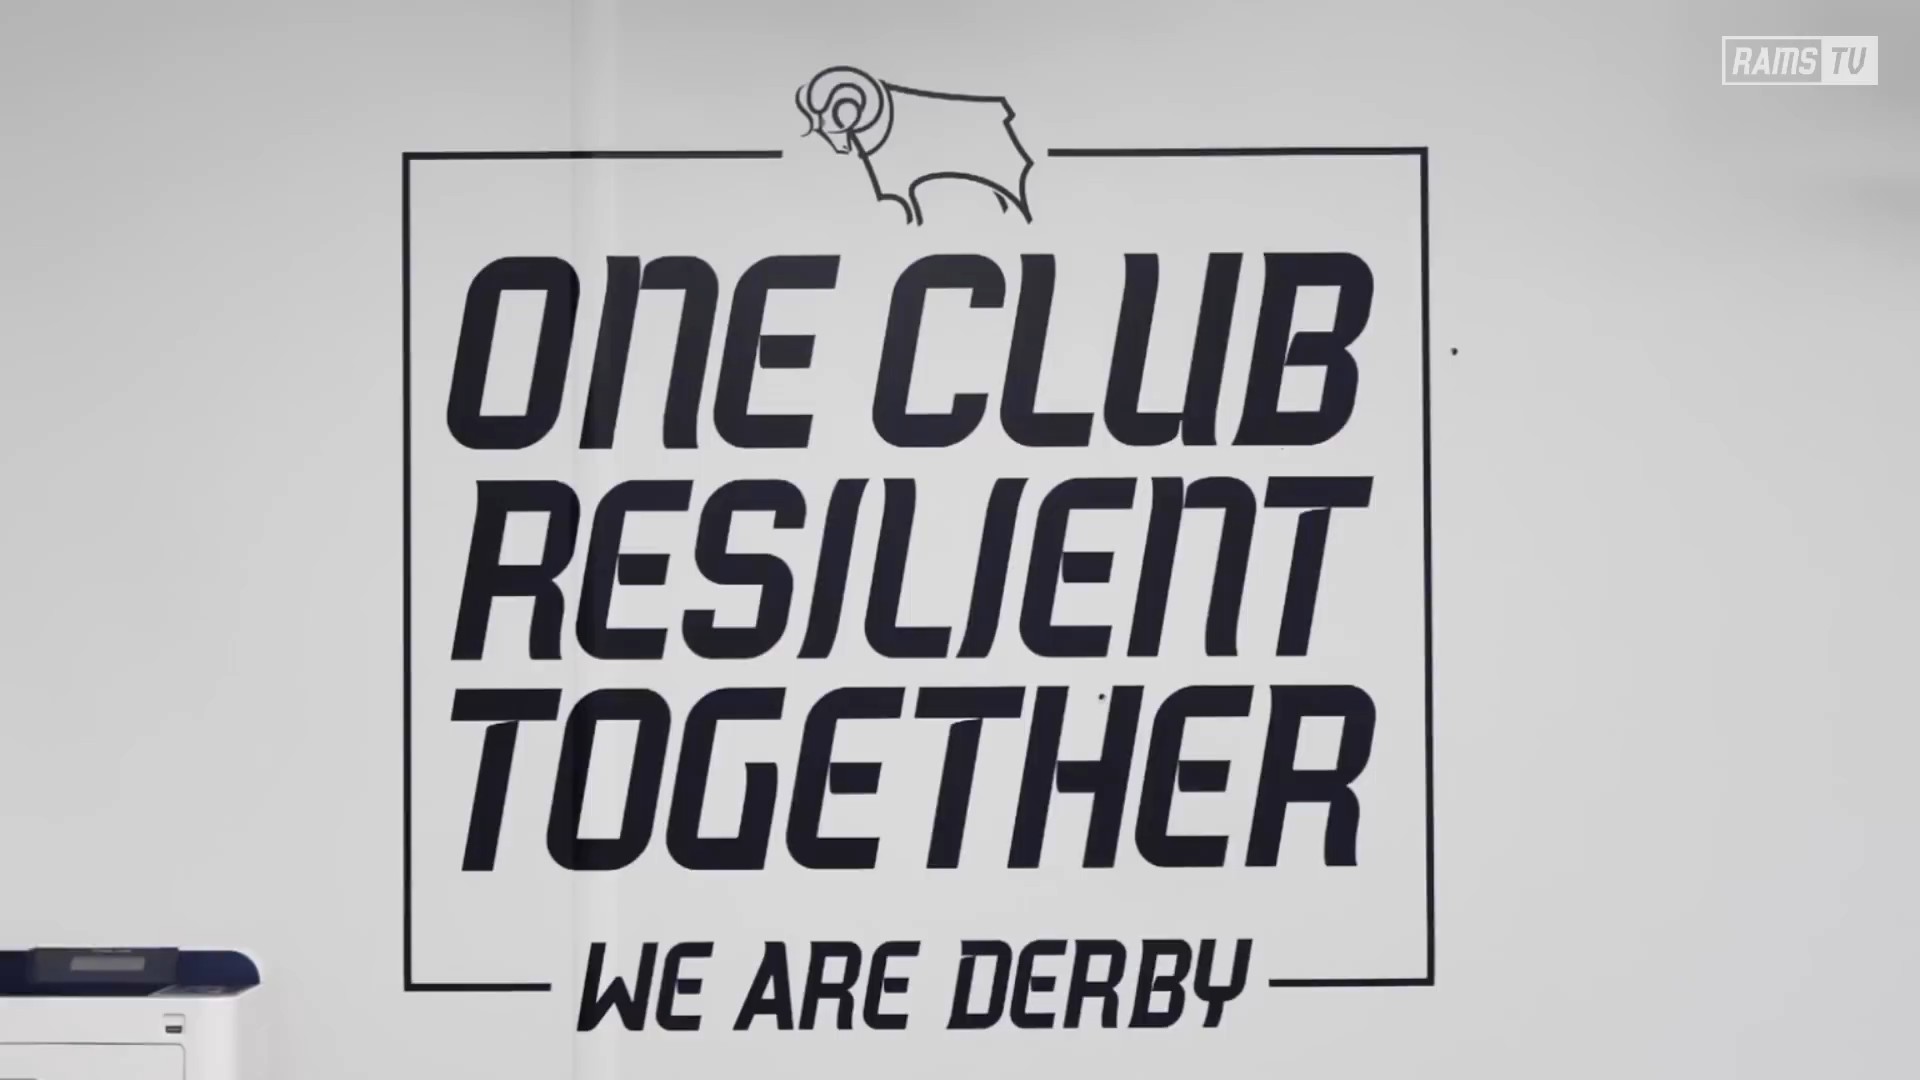 RAMS TV
ONE CLUB
RESILIENT
TOGETHER
WE ARE DERBY